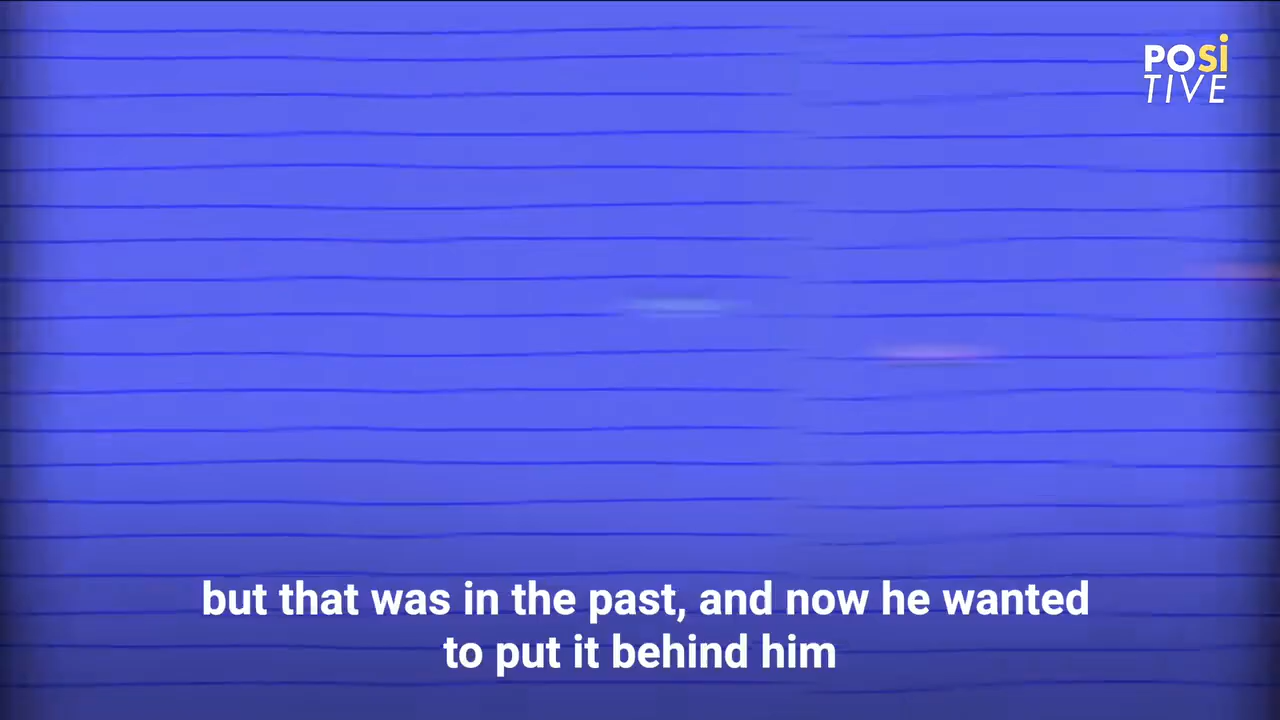 POSi
TIVE
but that was in the past, and now he wanted
to put it behind him